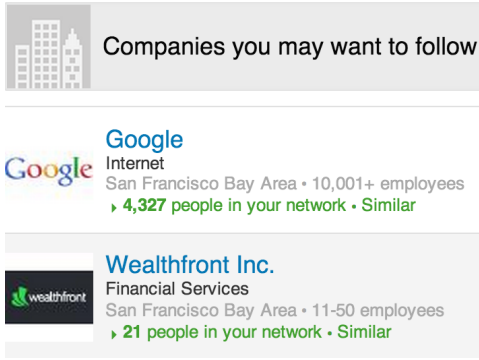 Companies you may want to follow
Google
Google
Internet
San Francisco Bay Area • 10,001+ employees
4,327 people in your network • Similar
wealthfront
Wealthfront Inc.
Financial Services
San Francisco Bay Area • 11-50 employees
21 people in your network • Similar